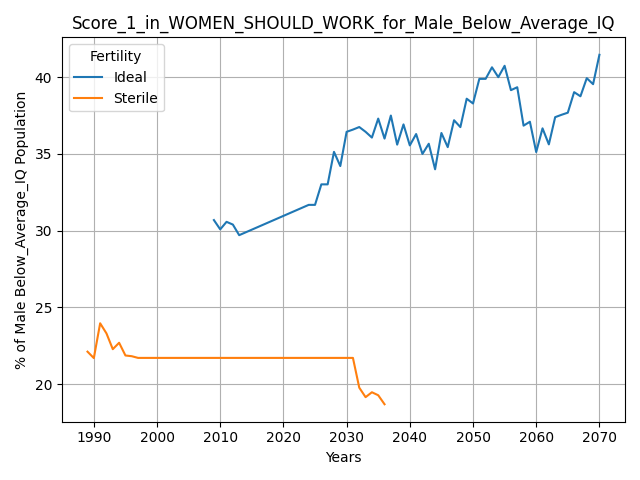 Score_1_in_WOMEN_SHOULD_WORK_for_Male_Below_Average_IQ
Fertility
Ideal
Sterile
% of Male Below_Average_IQ Population
40
35
30
25
20
1990 2000 2010 2020 2030 2040 2050 2060 2070
Years